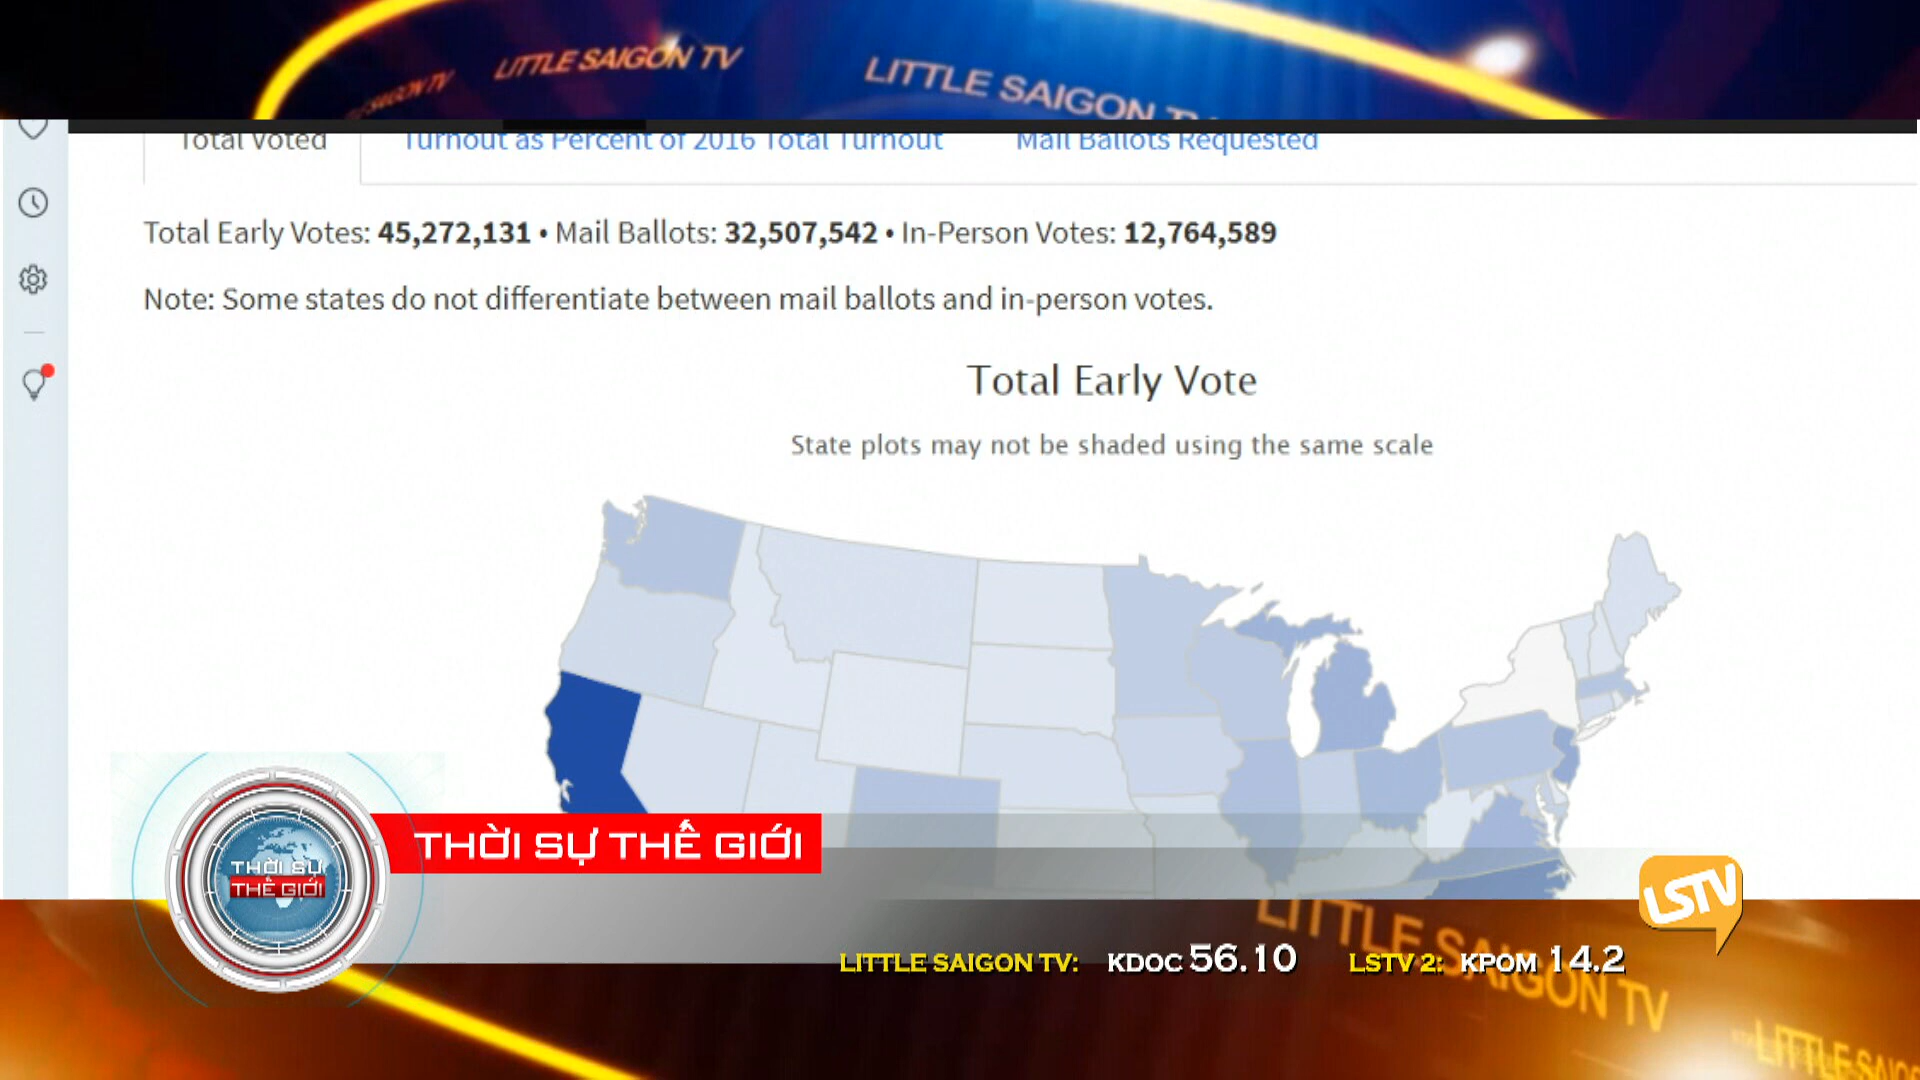 LITTLE SAIGON TV
LITTLE SAIGON TV
Total Voted
Turnout as Percent of 2016 Total Turnout
Mail Ballots Requested
Total Early Votes: 45,272,131 • Mail Ballots: 32,507,542 • In-Person Votes: 12,764,589
Note: Some states do not differentiate between mail ballots and in-person votes.
Total Early Vote
State plots may not be shaded using the same scale
THỜI SỰ THẾ GIỚI
THỜI SỰ
THẾ GIỚI
LSTV
LITTLE SAIGON TV
LITTLE SAIGON TV: KDOC 56.10 LSTV 2: KPOM 14.2